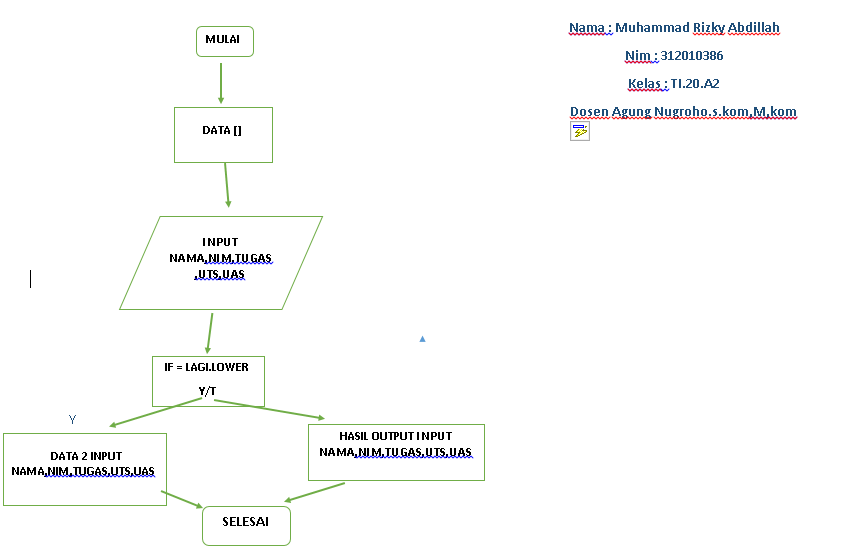 MULAI
Nama : Muhammad Rizky Abdillah
Nim : 312010386
Kelas : TI.20.A2
Dosen Agung Nugroho.s.kom,M,kom
DATA []
INPUT
NAMA,NIM,TUGAS
,UTS,UAS
IF = LAGI.LOWER
Y/T
Y
DATA 2 INPUT
NAMA,NIM,TUGAS,UTS,UAS
HASIL OUTPUT INPUT
NAMA,NIM,TUGAS,UTS,UAS
SELESAI